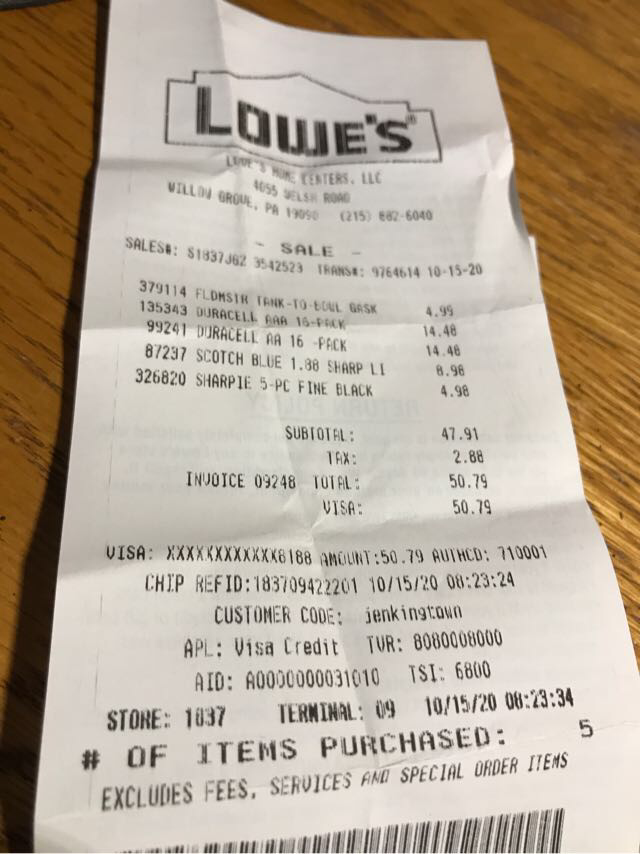 LOWE'S®
LOWE'S HOME CENTERS, LLC
4055 WELSH ROAD
WILLOW GROVE, PA 19090 (215) 682-6040
- SALE -
SALES#: S1837JG2 3542523 TRANS#: 9764614 10-15-20
379114 FLDMSTR TANK-TO-BOWL GASK 4.99
135343 DURACELL AAA 16-PACK 14.48
99241 DURACELL AA 16 -PACK 14.48
87237 SCOTCH BLUE 1.88 SHARP LI 8.98
326820 SHARPIE 5-PC FINE BLACK 4.98
SUBTOTAL: 47.91
TAX: 2.88
INVOICE 09248 TOTAL: 50.79
VISA: 50.79
VISA: XXXXXXXXXXXX8188 AMOUNT:50.79 AUTHCD: 710001
CHIP REFID:183709422201 10/15/20 08:23:24
CUSTOMER CODE: jenkingtown
APL: Visa Credit TVR: 8080008000
AID: A0000000031010 TSI: 6800
STORE: 1837 TERMINAL: 09 10/15/20 08:23:34
# OF ITEMS PURCHASED: 5
EXCLUDES FEES, SERVICES AND SPECIAL ORDER ITEMS